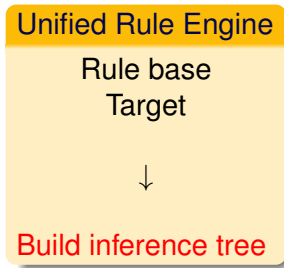 Unified Rule Engine
Rule base
Target
↓
Build inference tree